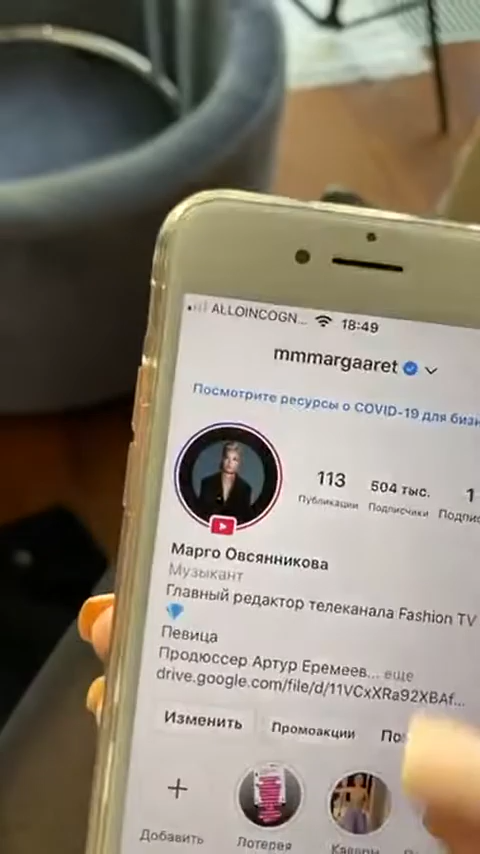 ALLOINCOGN... 18:49
mmmargaaret
Посмотрите ресурсы о COVID-19 для бизн
113 504 тыс. 1
Публикации Подписчики Подпис
Марго Овсянникова
Музыкант
Главный редактор телеканала Fashion TV
Певица
Продюссер Артур Еремеев... еще
drive.google.com/file/d/11VCxXRa92XBAf...
Изменить Промоакции
Добавить Лотерея Каверы